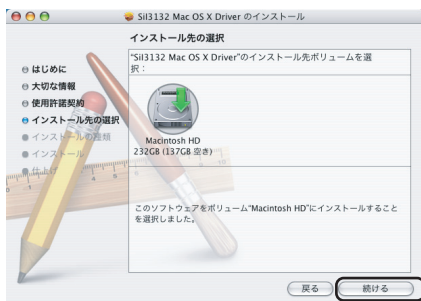 SiI3132 Mac OS X Driver のインストール
インストール先の選択
"SiI3132 Mac OS X Driver"のインストール先ボリュームを選
択：
はじめに
大切な情報
使用許諾契約
インストール先の選択
インストールの種類
インストール
仕上げ
Macintosh HD
232GB (137GB 空き)
このソフトウェアをボリューム"Macintosh HD"にインストールすること
を選択しました。
戻る
続ける